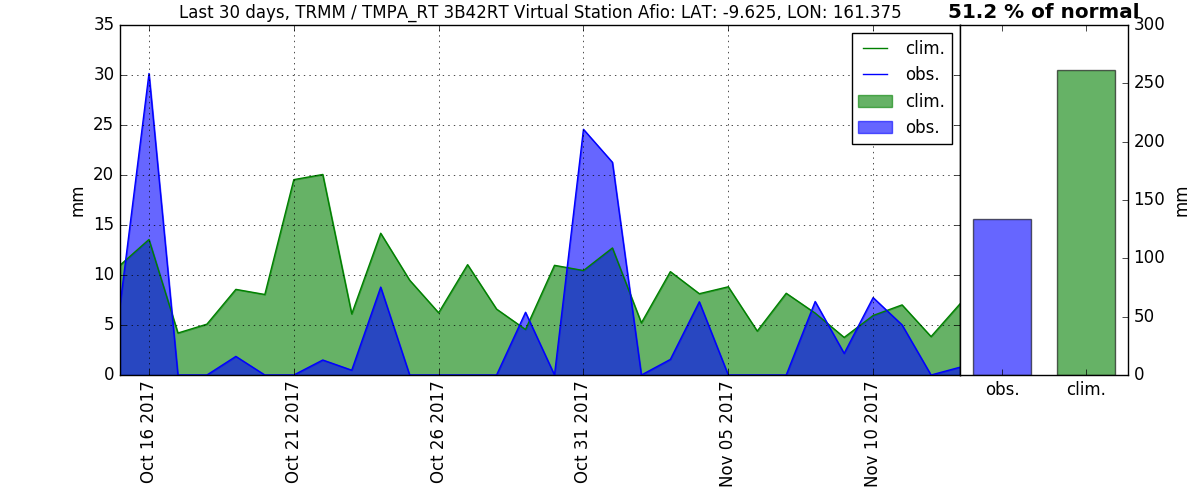 Last 30 days, TRMM / TMPA_RT 3B42RT Virtual Station Afio: LAT: -9.625, LON: 161.375
51.2 % of normal
35
30
25
20
15
10
5
0
mm
clim.
obs.
clim.
obs.
Oct 16 2017
Oct 21 2017
Oct 26 2017
Oct 31 2017
Nov 05 2017
Nov 10 2017
300
250
200
150
100
50
0
mm
obs.
clim.